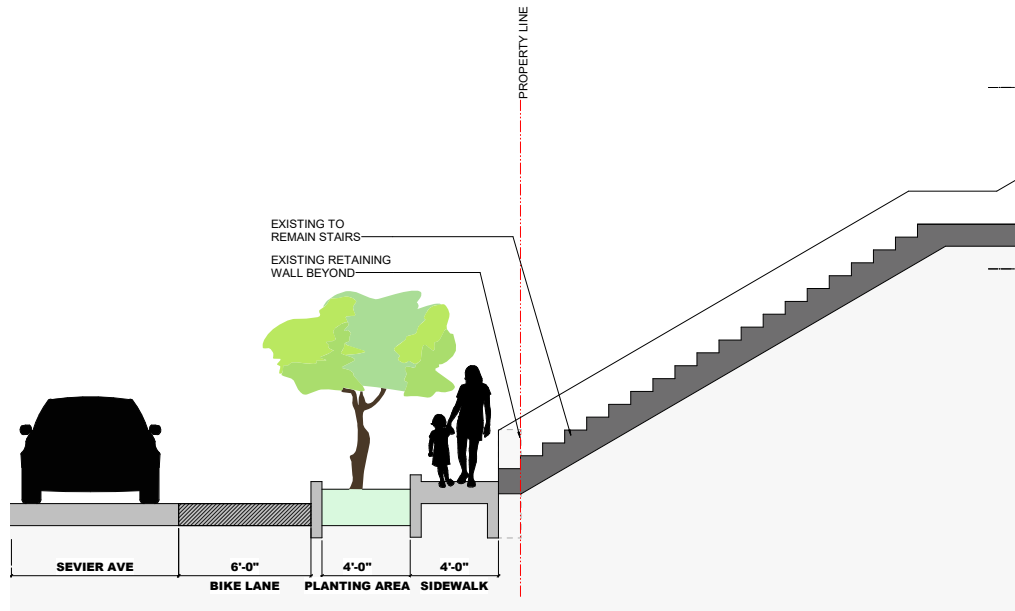 PROPERTY LINE
EXISTING TO
REMAIN STAIRS
EXISTING RETAINING
WALL BEYOND
SEVIER AVE
6'-0"
4'-0"
4'-0"
BIKE LANE
PLANTING AREA
SIDEWALK